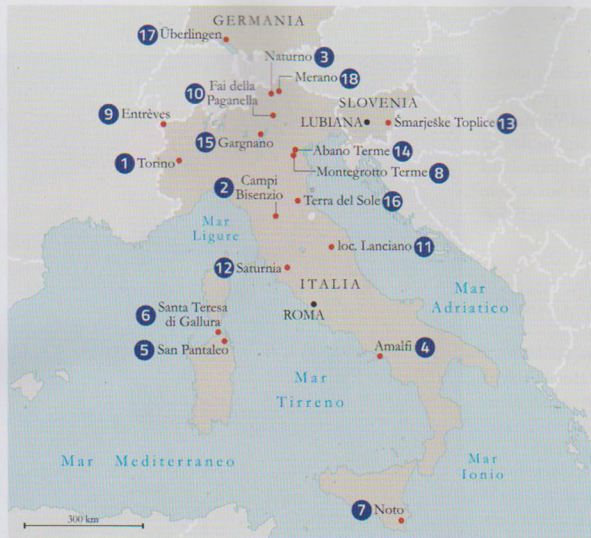 GERMANIA
17 Überlingen
Naturno 3
Merano 18
10 Fai della
Paganella
SLOVENIA
9 Entrèves
LUBIANA
Šmarješke Toplice 13
15 Gargnano
Abano Terme 14
1 Torino
Montegrotto Terme 8
2 Campi
Bisenzio
Terra del Sole 16
Mar
Ligure
loc. Lanciano 11
12 Saturnia
ITALIA
Mar
Adriatico
ROMA
6 Santa Teresa
di Gallura
5 San Pantaleo
Amalfi 4
Mar
Tirreno
Mar Mediterraneo
Mar
Ionio
7 Noto
300 km